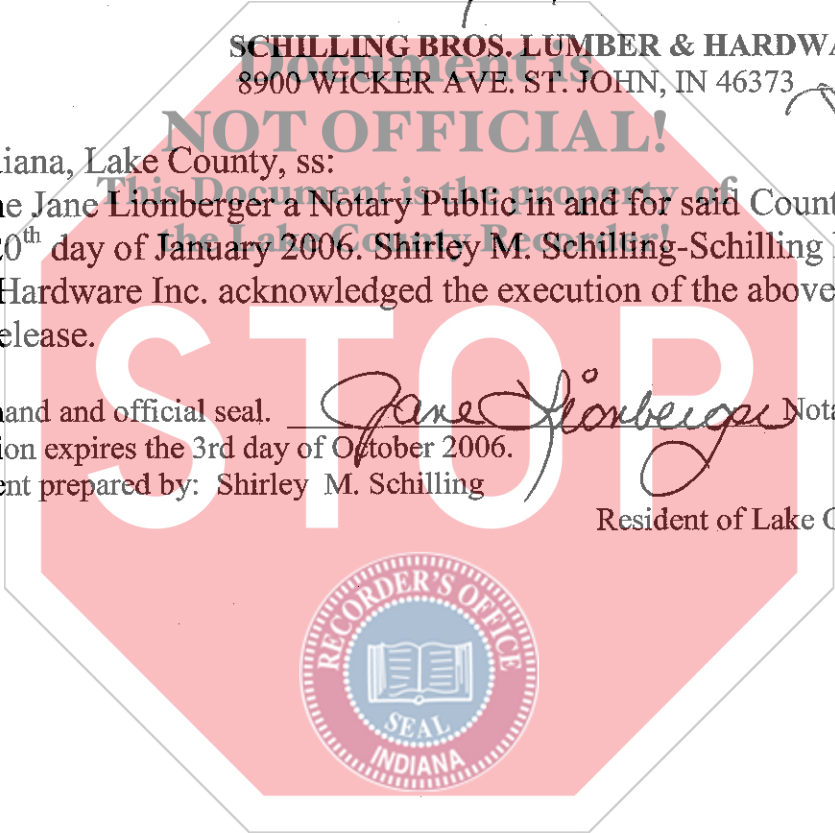 SCHILLING BROS. LUMBER & HARDWA
8900 WICKER AVE. ST. JOHN, IN 46373
Document is
NOT OFFICIAL!
This Document is the property of
the Lake County Recorder!
iana, Lake County, ss:
e Jane Lionberger a Notary Public in and for said Count
20th day of January 2006. Shirley M. Schilling-Schilling
Hardware Inc. acknowledged the execution of the above
elease.
STOP
hand and official seal. Jane Lionberger Nota
ion expires the 3rd day of October 2006.
ent prepared by: Shirley M. Schilling
Resident of Lake C
RECORDER'S OFFICE
SEAL
INDIANA